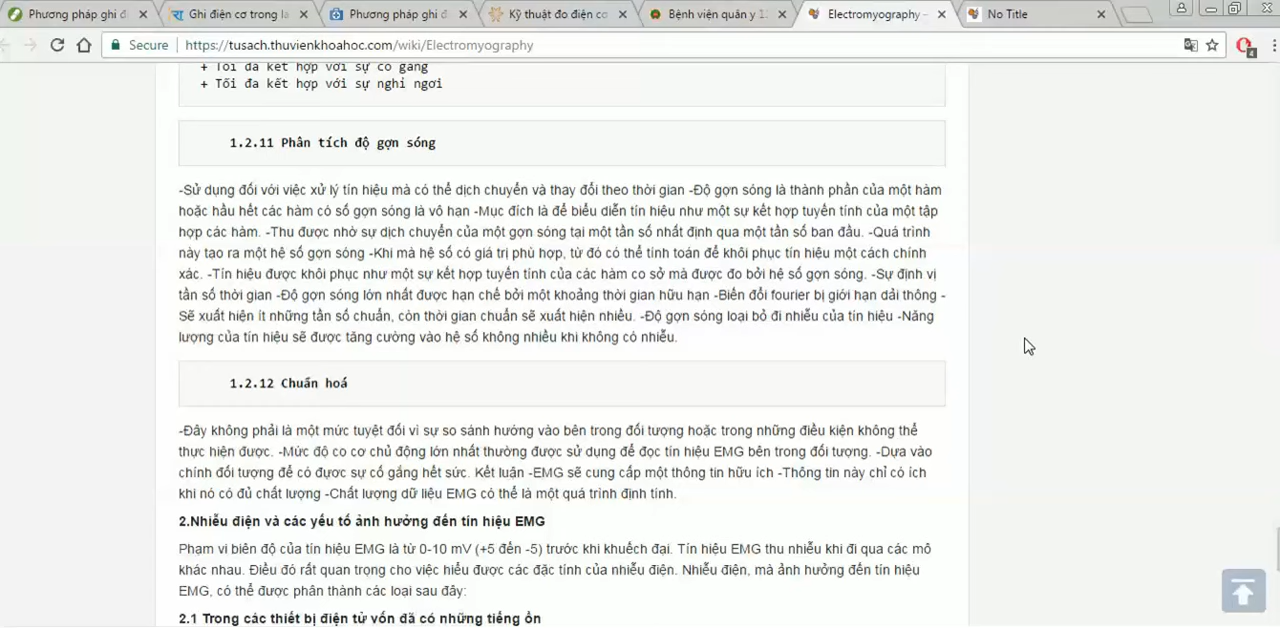 Phương pháp ghi đ
Ghi điện cơ trong l
Phương pháp ghi đ
Kỹ thuật đo điện cơ
Bệnh viện quân y 1
Electromyography –
No Title
Secure
https://tusach.thuvienkhoahoc.com/wiki/Electromyography
4
+ Tối đa kết hợp với sự cố gắng
+ Tối đa kết hợp với sự nghỉ ngơi
1.2.11 Phân tích độ gợn sóng
-Sử dụng đối với việc xử lý tín hiệu mà có thể dịch chuyển và thay đổi theo thời gian -Độ gợn sóng là thành phần của một hàm
hoặc hầu hết các hàm có số gợn sóng là vô hạn -Mục đích là để biểu diễn tín hiệu như một sự kết hợp tuyến tính của một tập
hợp các hàm. -Thu được nhờ sự dịch chuyển của một gợn sóng tại một tần số nhất định qua một tần số ban đầu. -Quá trình
này tạo ra một hệ số gợn sóng -Khi mà hệ số có giá trị phù hợp, từ đó có thể tính toán để khôi phục tín hiệu một cách chính
xác. -Tín hiệu được khôi phục như một sự kết hợp tuyến tính của các hàm cơ sở mà được đo bởi hệ số gợn sóng. -Sự định vị
tần số thời gian -Độ gợn sóng lớn nhất được hạn chế bởi một khoảng thời gian hữu hạn -Biến đổi fourier bị giới hạn dải thông -
Sẽ xuất hiện ít những tần số chuẩn, còn thời gian chuẩn sẽ xuất hiện nhiều. -Độ gợn sóng loại bỏ đi nhiễu của tín hiệu -Năng
lượng của tín hiệu sẽ được tăng cường vào hệ số không nhiều khi không có nhiễu.
1.2.12 Chuẩn hoá
-Đây không phải là một mức tuyệt đối vì sự so sánh hướng vào bên trong đối tượng hoặc trong những điều kiện không thể
thực hiện được. -Mức độ co cơ chủ động lớn nhất thường được sử dụng để đọc tín hiệu EMG bên trong đối tượng. -Dựa vào
chính đối tượng để có được sự cố gắng hết sức. Kết luận -EMG sẽ cung cấp một thông tin hữu ích -Thông tin này chỉ có ích
khi nó có đủ chất lượng -Chất lượng dữ liệu EMG có thể là một quá trình định tính.
2.Nhiễu điện và các yếu tố ảnh hưởng đến tín hiệu EMG
Phạm vi biên độ của tín hiệu EMG là từ 0-10 mV (+5 đến -5) trước khi khuếch đại. Tín hiệu EMG thu nhiễu khi đi qua các mô
khác nhau. Điều đó rất quan trọng cho việc hiểu được các đặc tính của nhiễu điện. Nhiễu điện, mà ảnh hưởng đến tín hiệu
EMG, có thể được phân thành các loại sau đây:
2.1 Trong các thiết bị điện tử vốn đã có những tiếng ồn